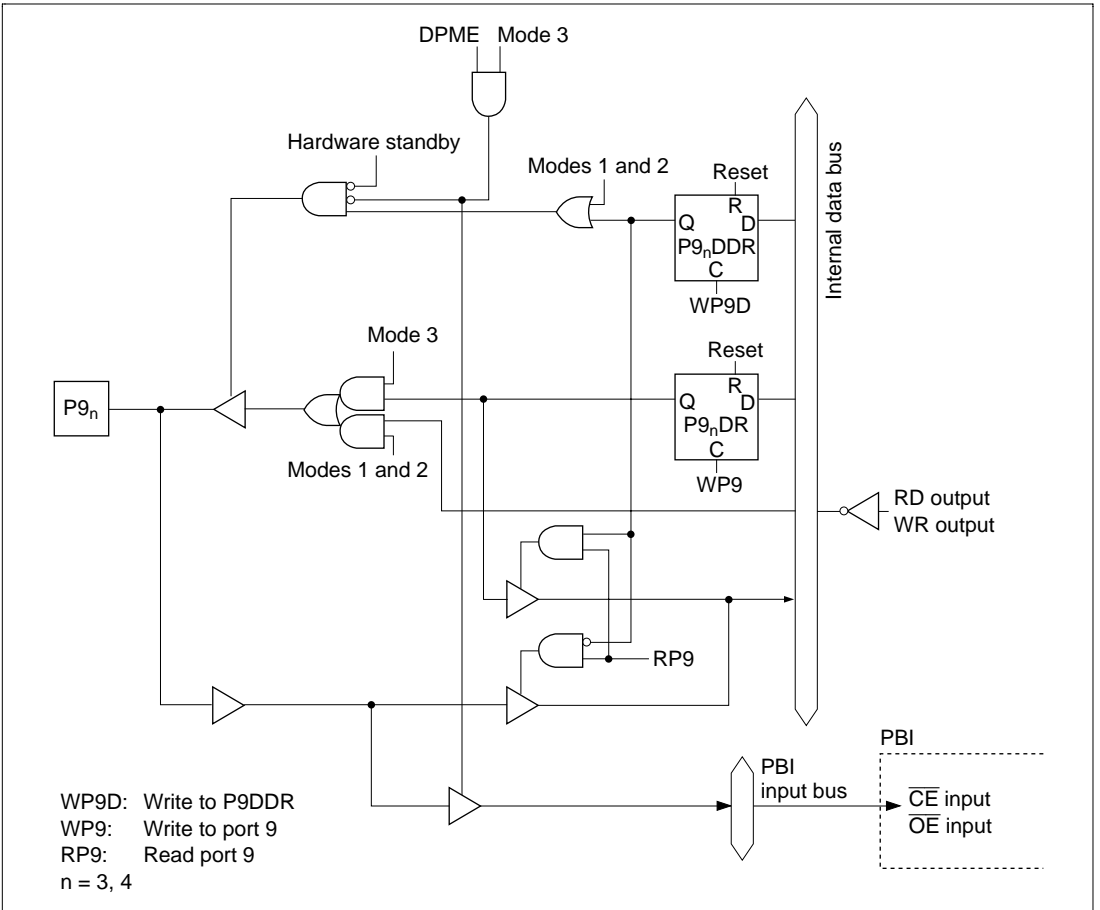 DPME Mode 3
Hardware standby
Modes 1 and 2
Reset
R
Q D
P9nDDR
C
WP9D
Internal data bus
Mode 3
Reset
R
Q D
P9nDR
C
WP9
P9n
Modes 1 and 2
RD output
WR output
RP9
PBI
PBI
input bus
CE input
OE input
WP9D: Write to P9DDR
WP9: Write to port 9
RP9: Read port 9
n = 3, 4